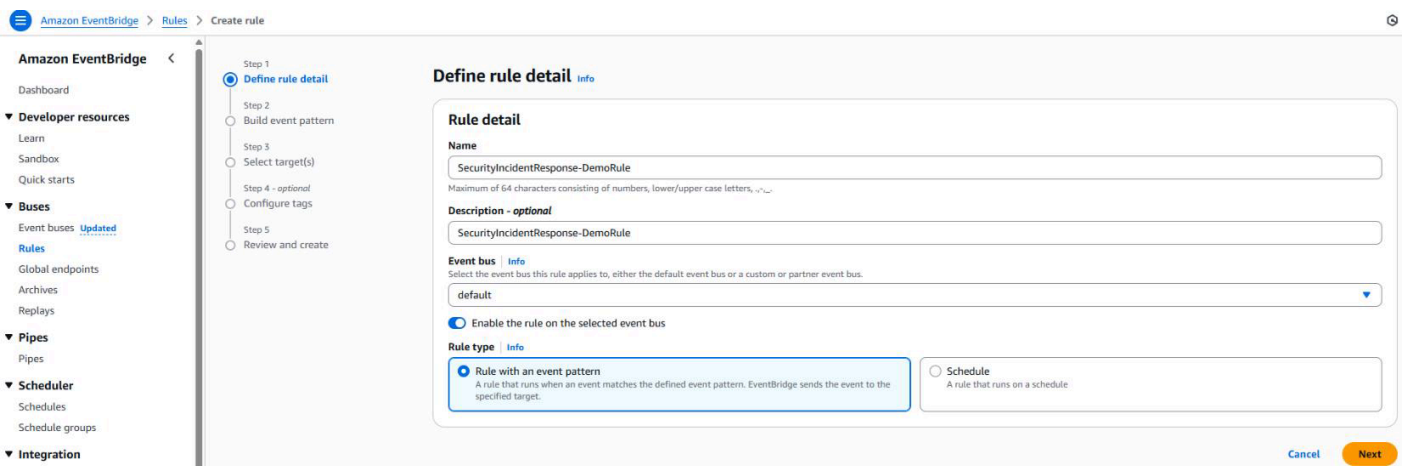 Amazon EventBridge > Rules > Create rule
Amazon EventBridge
Dashboard
Developer resources
Learn
Sandbox
Quick starts
Buses
Event buses Updated
Rules
Global endpoints
Archives
Replays
Pipes
Pipes
Scheduler
Schedules
Schedule groups
Integration
Step 1
Define rule detail
Step 2
Build event pattern
Step 3
Select target(s)
Step 4 - optional
Configure tags
Step 5
Review and create
Define rule detail Info
Rule detail
Name
SecurityIncidentResponse-DemoRule
Maximum of 64 characters consisting of numbers, lower/upper case letters, .,-,_.
Description - optional
SecurityIncidentResponse-DemoRule
Event bus Info
Select the event bus this rule applies to, either the default event bus or a custom or partner event bus.
default
Enable the rule on the selected event bus
Rule type Info
Rule with an event pattern
A rule that runs when an event matches the defined event pattern. EventBridge sends the event to the
specified target.
Schedule
A rule that runs on a schedule
Cancel
Next